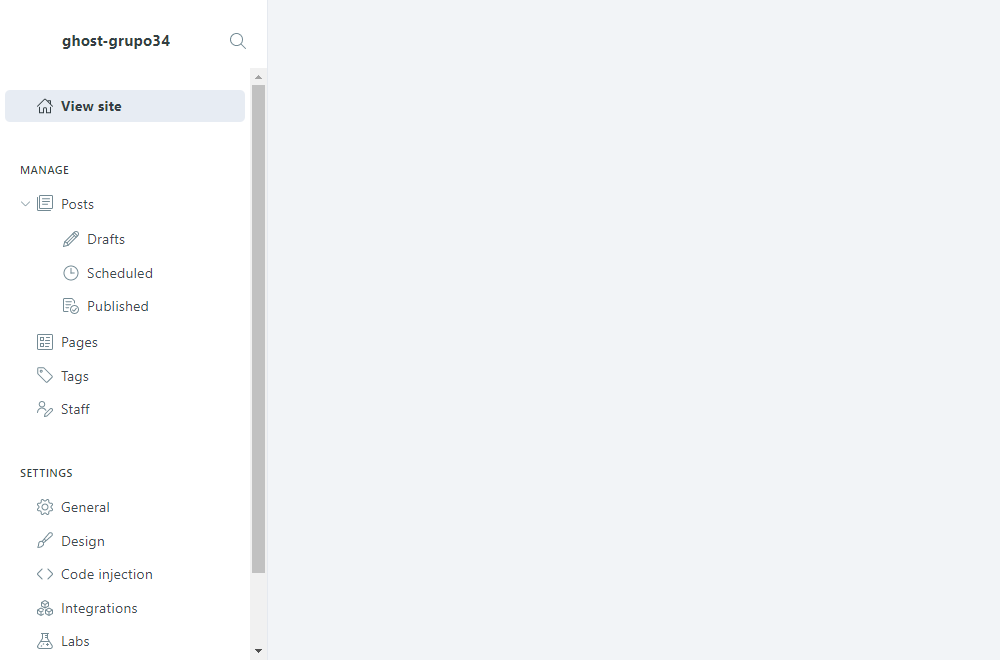 ghost-grupo34
View site
MANAGE
Posts
Drafts
Scheduled
Published
Pages
Tags
Staff
SETTINGS
General
Design
Code injection
Integrations
Labs